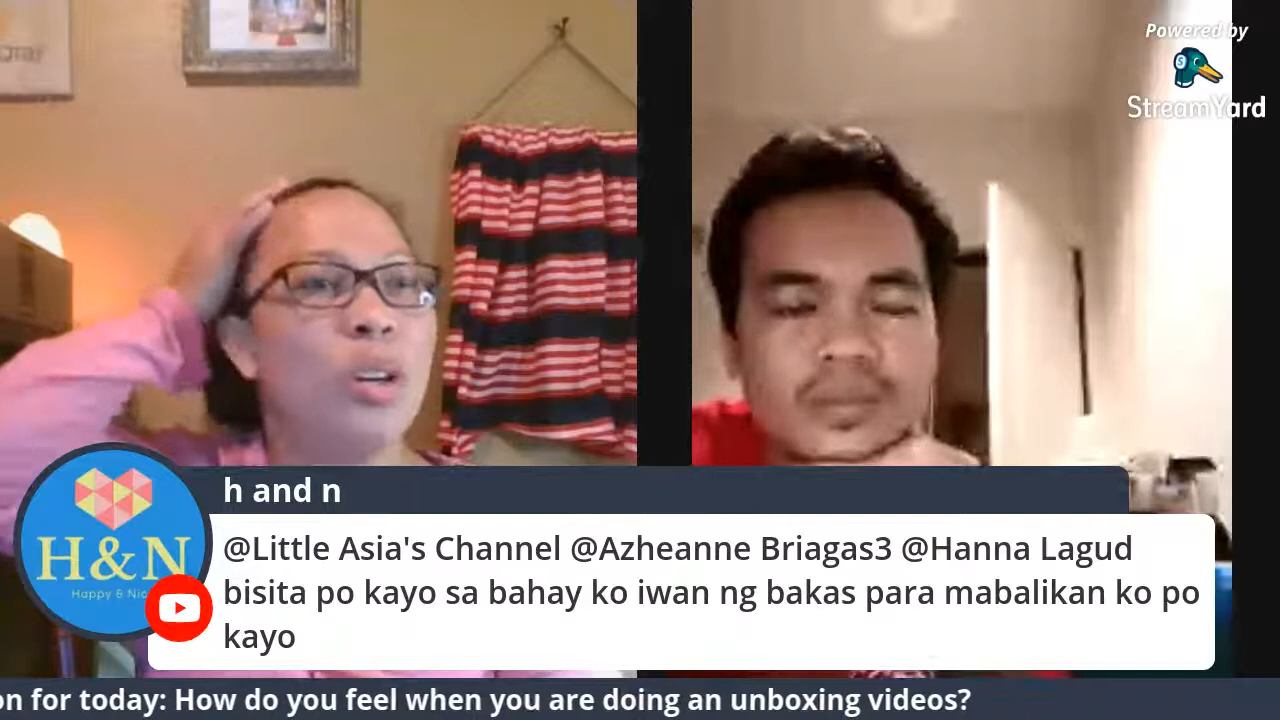 Powered by
StreamYard
h and n
@Little Asia's Channel @Azheanne Briagas3 @Hanna Lagud
bisita po kayo sa bahay ko iwan ng bakas para mabalikan ko po
kayo
H&N
Happy & Nic
on for today: How do you feel when you are doing an unboxing videos?